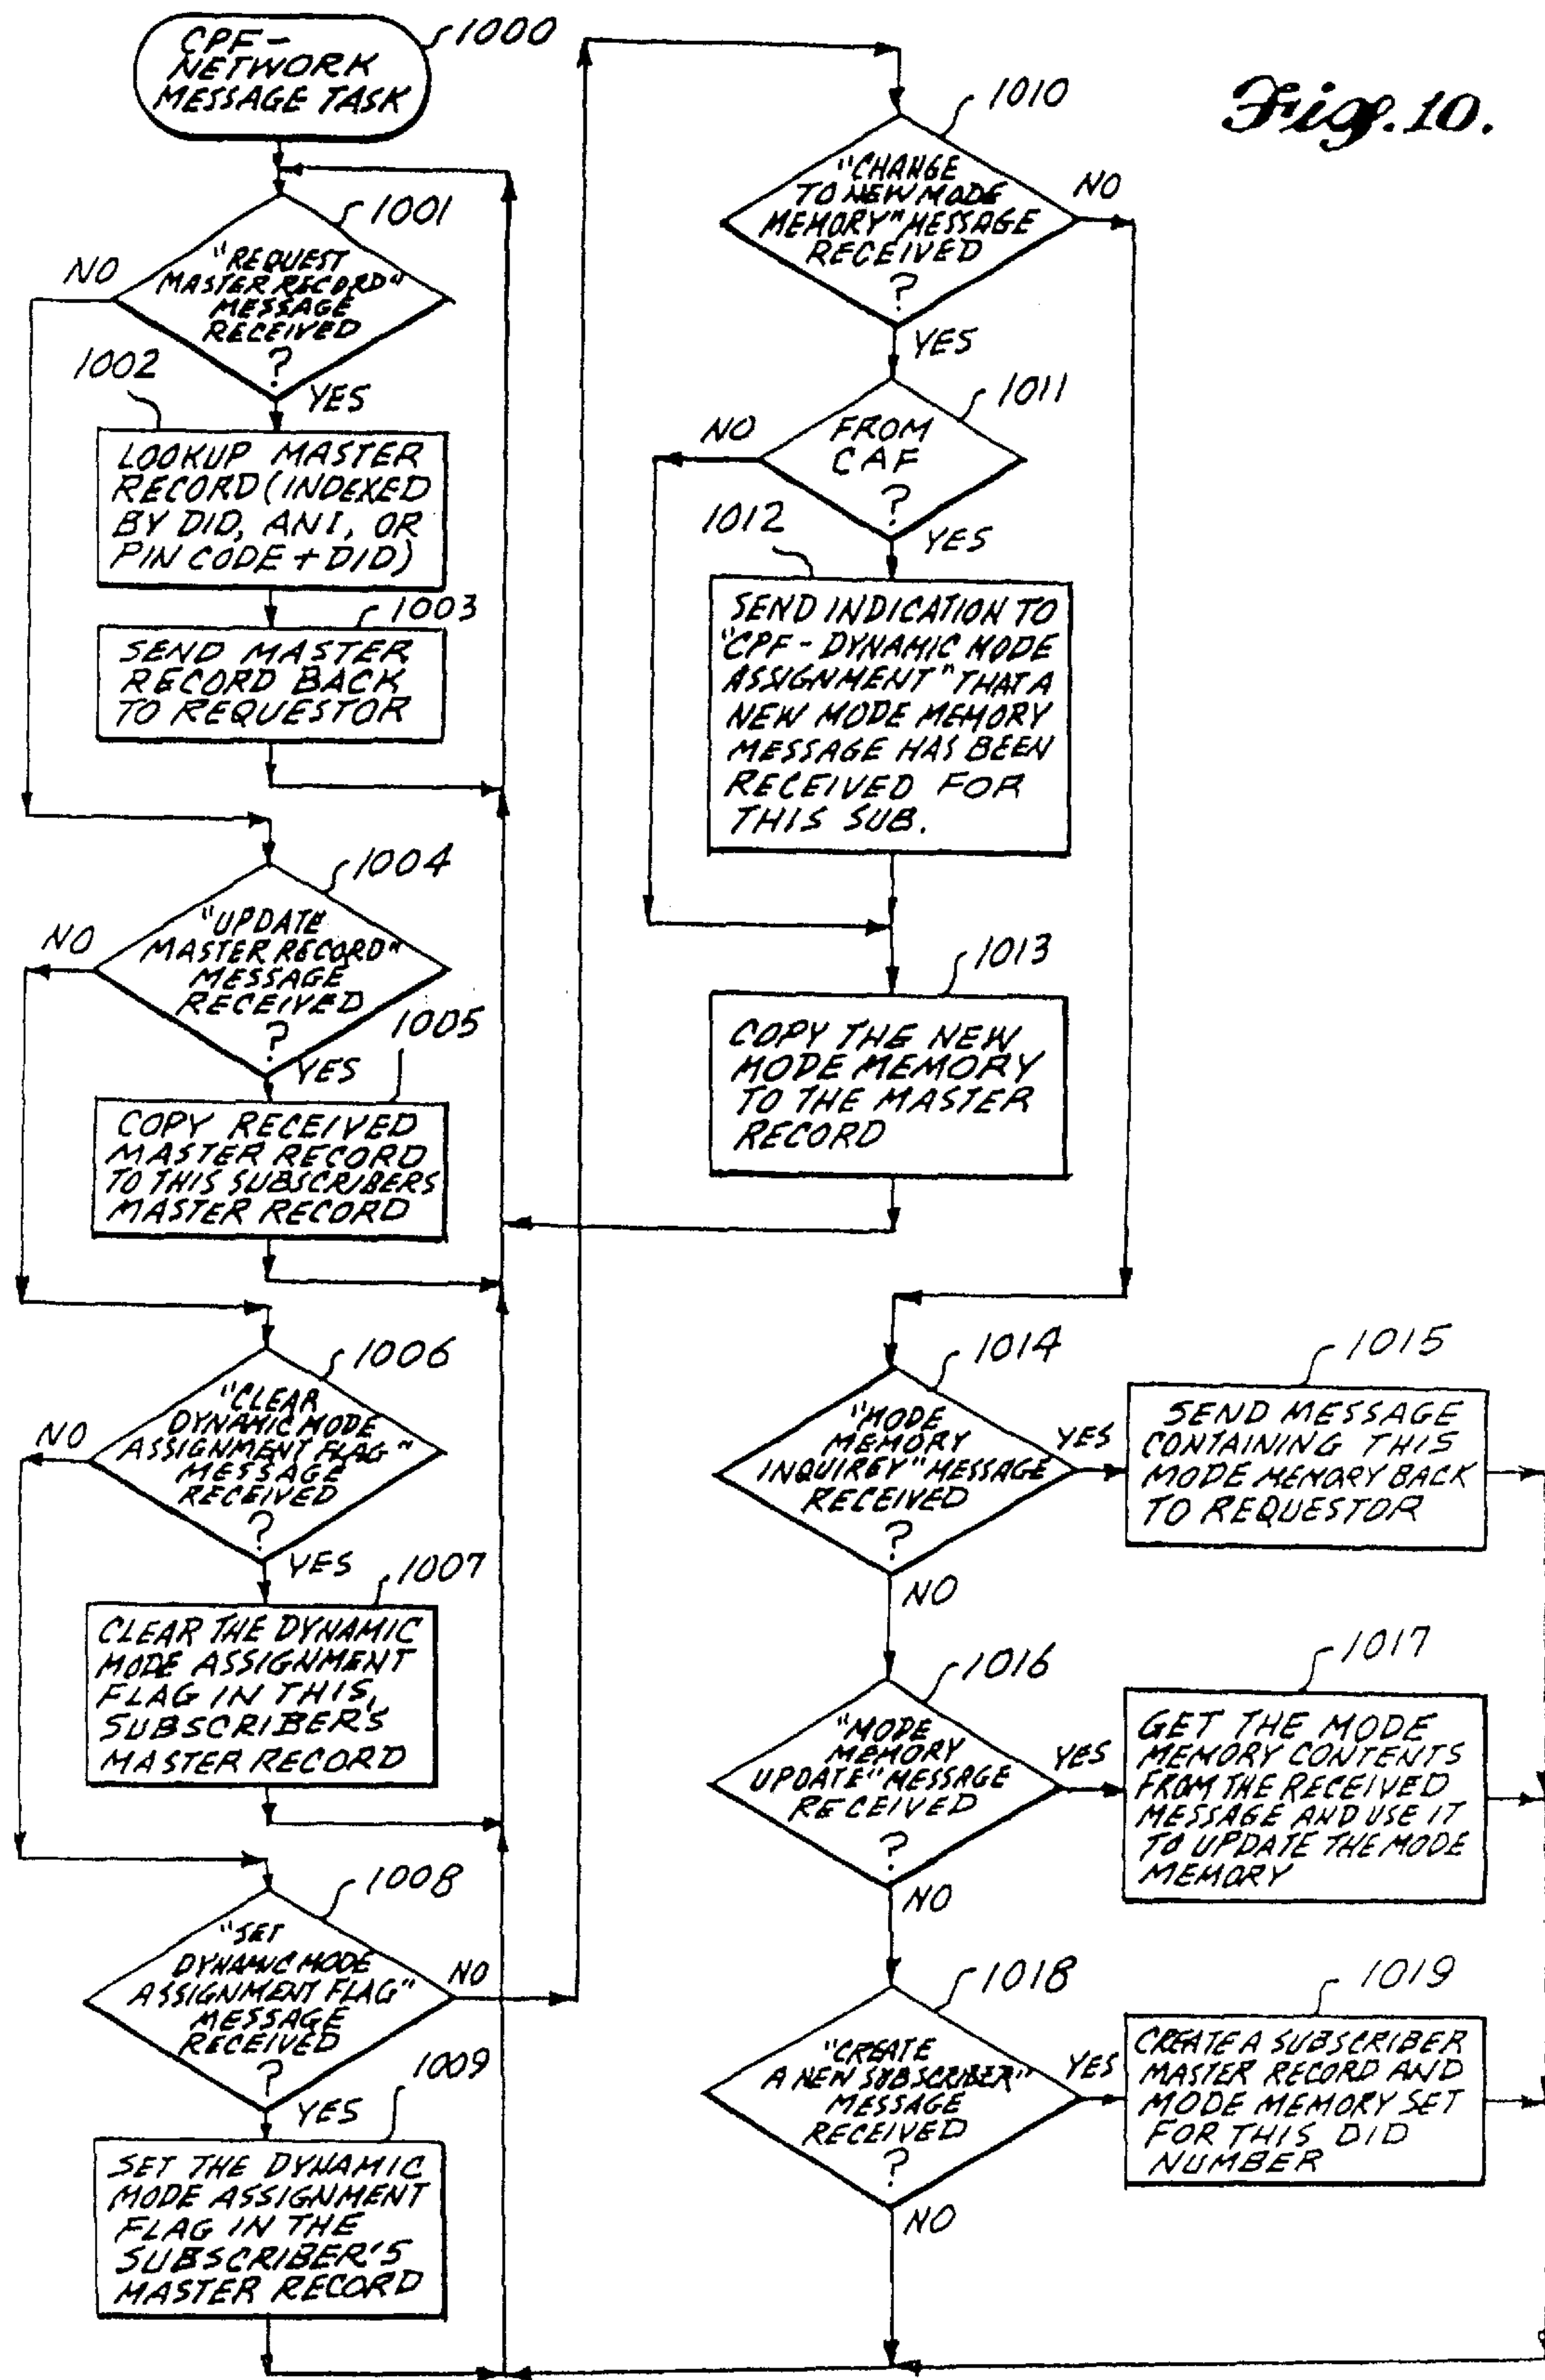 Fig. 10.
CPF-
NETWORK
MESSAGE TASK
1000
1001
"REQUEST
MASTER RECORD"
MESSAGE
RECEIVED
?
NO
YES
1002
LOOKUP MASTER
RECORD (INDEXED
BY DID, ANI, OR
PIN CODE + DID)
1003
SEND MASTER
RECORD BACK
TO REQUESTOR
1004
"UPDATE
MASTER RECORD"
MESSAGE
RECEIVED
?
NO
YES
1005
COPY RECEIVED
MASTER RECORD
TO THIS SUBSCRIBERS
MASTER RECORD
1006
"CLEAR
DYNAMIC MODE
ASSIGNMENT FLAG"
MESSAGE
RECEIVED
?
NO
YES
1007
CLEAR THE DYNAMIC
MODE ASSIGNMENT
FLAG IN THIS
SUBSCRIBER'S
MASTER RECORD
1008
"SET
DYNAMIC MODE
ASSIGNMENT FLAG"
MESSAGE
RECEIVED
?
NO
YES
1009
SET THE DYNAMIC
MODE ASSIGNMENT
FLAG IN THE
SUBSCRIBER'S
MASTER RECORD
1010
"CHANGE
TO NEW MODE
MEMORY" MESSAGE
RECEIVED
?
NO
YES
1011
FROM
CAF
?
NO
YES
1012
SEND INDICATION TO
"CPF-DYNAMIC MODE
ASSIGNMENT" THAT A
NEW MODE MEMORY
MESSAGE HAS BEEN
RECEIVED FOR
THIS SUB.
1013
COPY THE NEW
MODE MEMORY
TO THE MASTER
RECORD
1014
"MODE
MEMORY
INQUIREY" MESSAGE
RECEIVED
?
YES
NO
1015
SEND MESSAGE
CONTAINING THIS
MODE MEMORY BACK
TO REQUESTOR
1016
"MODE
MEMORY
UPDATE" MESSAGE
RECEIVED
?
YES
NO
1017
GET THE MODE
MEMORY CONTENTS
FROM THE RECEIVED
MESSAGE AND USE IT
TO UPDATE THE MODE
MEMORY
1018
"CREATE
A NEW SUBSCRIBER"
MESSAGE
RECEIVED
?
YES
NO
1019
CREATE A SUBSCRIBER
MASTER RECORD AND
MODE MEMORY SET
FOR THIS DID
NUMBER